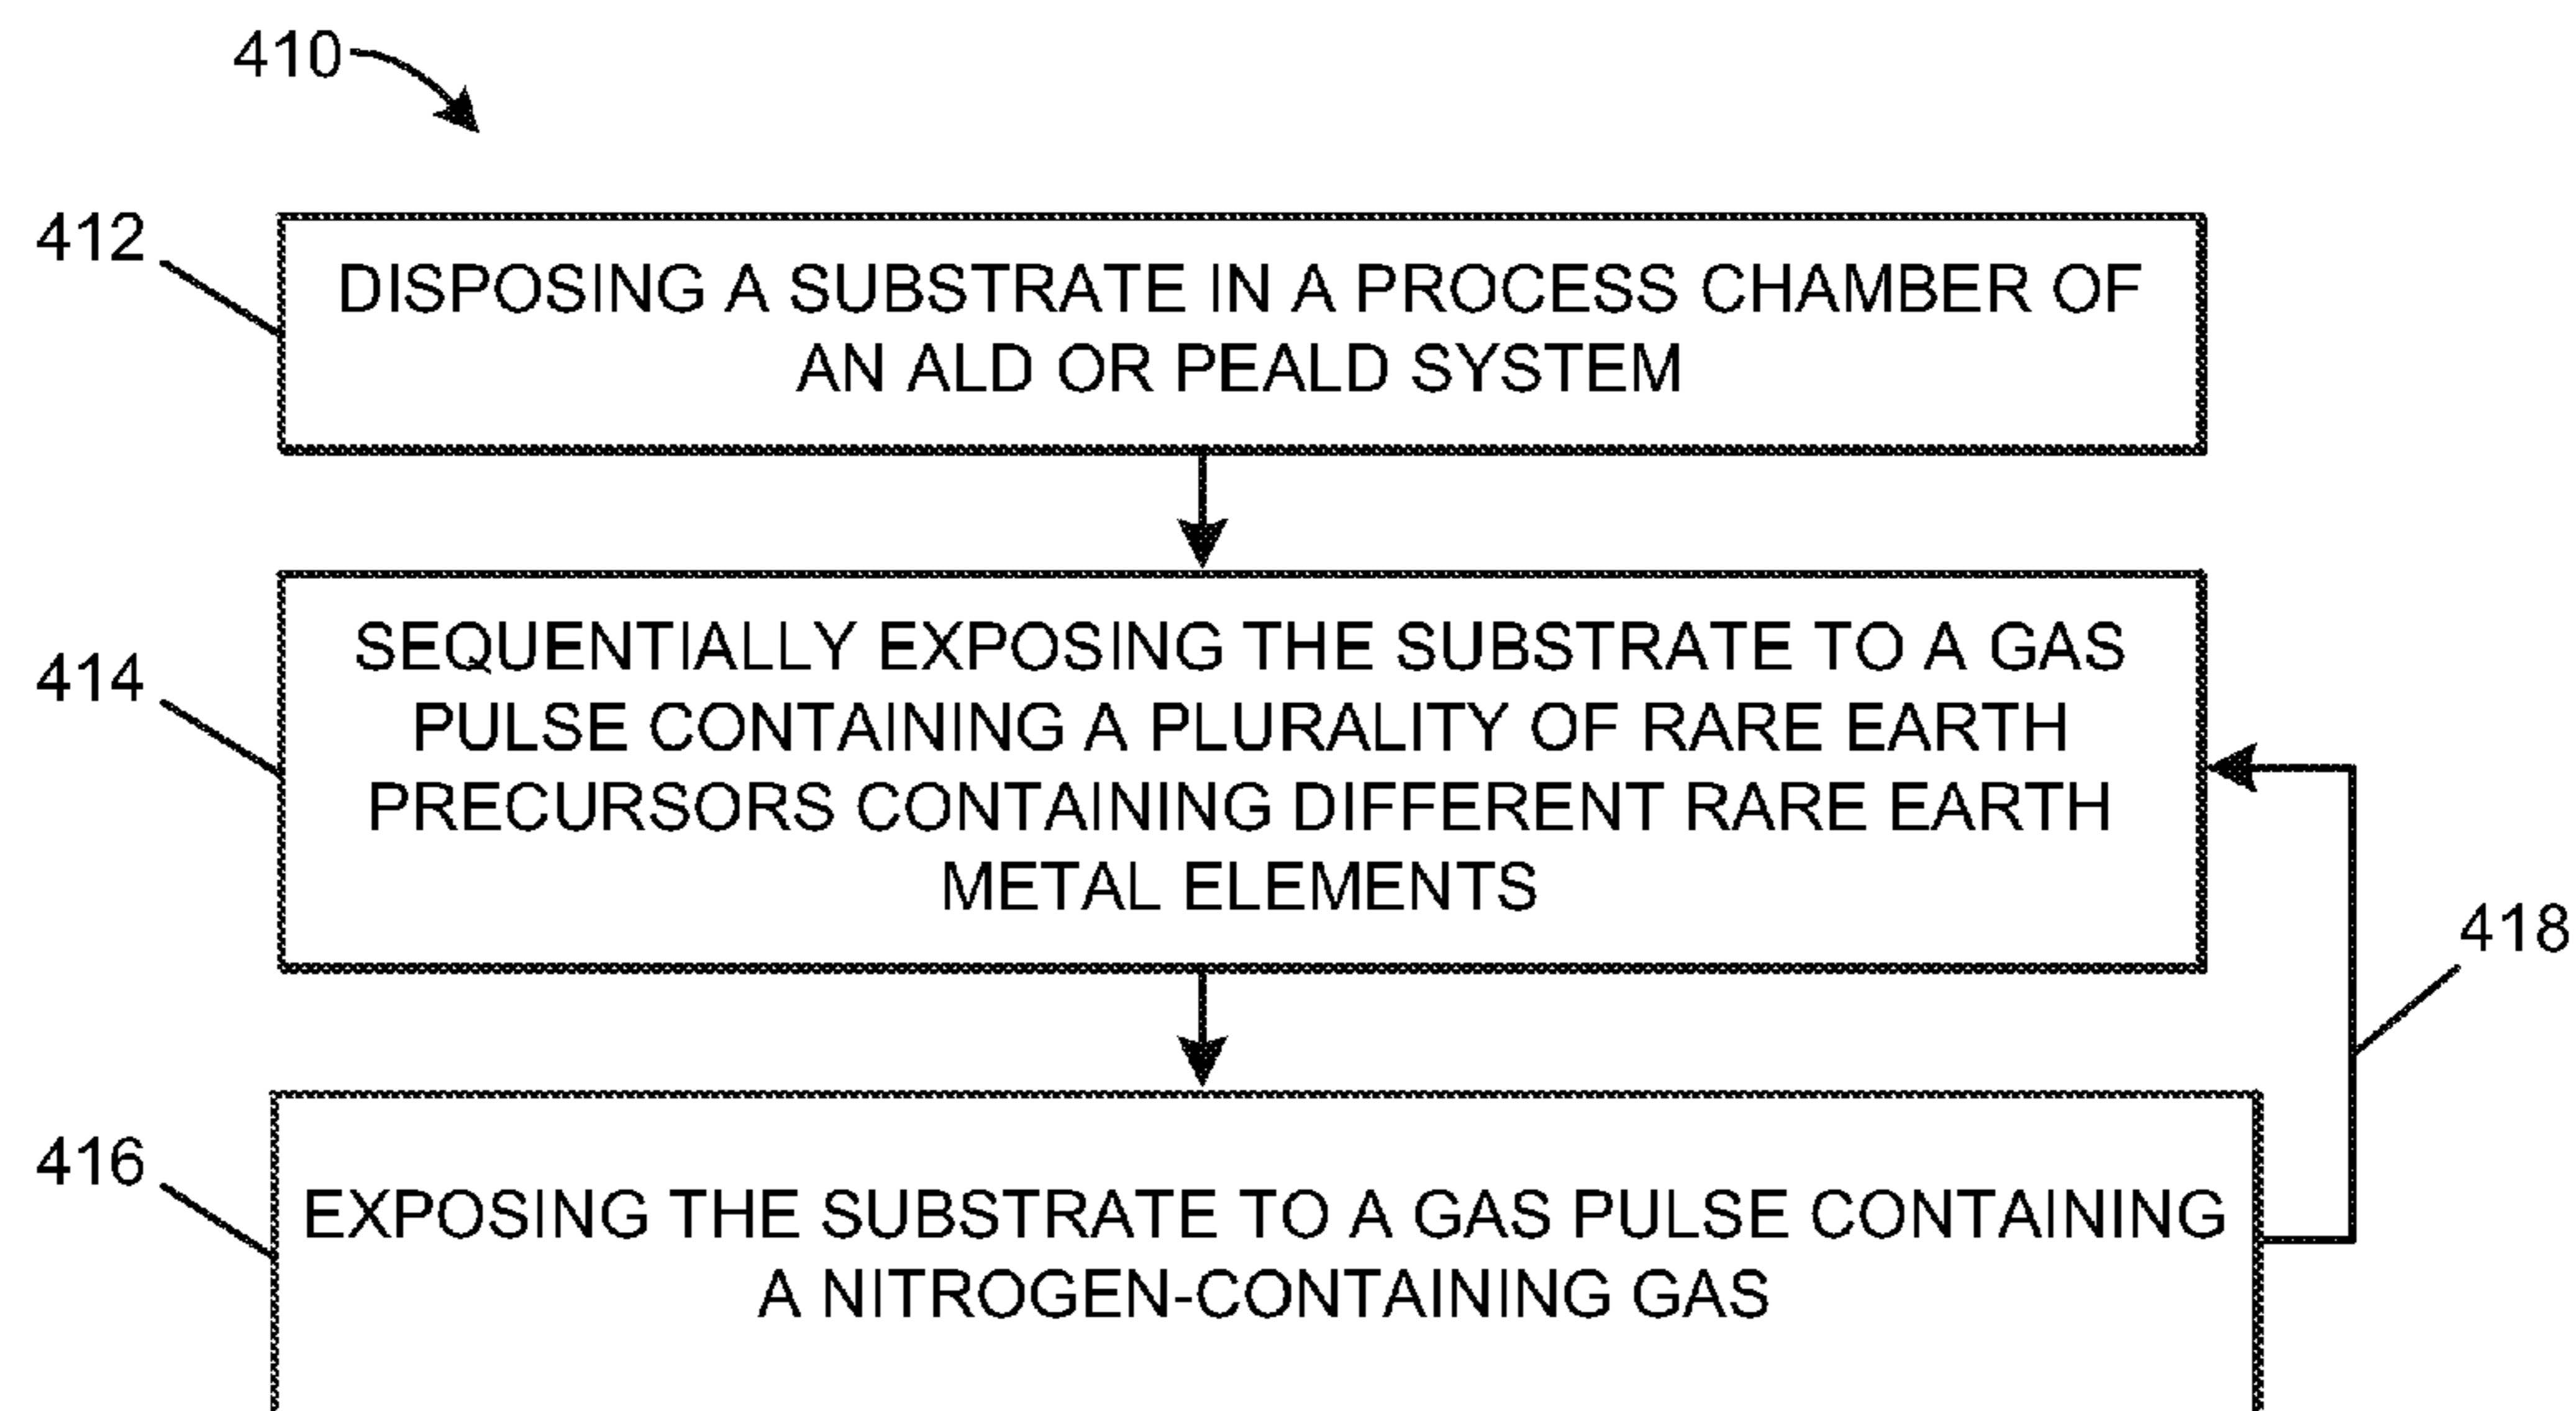 410
412
DISPOSING A SUBSTRATE IN A PROCESS CHAMBER OF
AN ALD OR PEALD SYSTEM
414
SEQUENTIALLY EXPOSING THE SUBSTRATE TO A GAS
PULSE CONTAINING A PLURALITY OF RARE EARTH
PRECURSORS CONTAINING DIFFERENT RARE EARTH
METAL ELEMENTS
418
416
EXPOSING THE SUBSTRATE TO A GAS PULSE CONTAINING
A NITROGEN-CONTAINING GAS